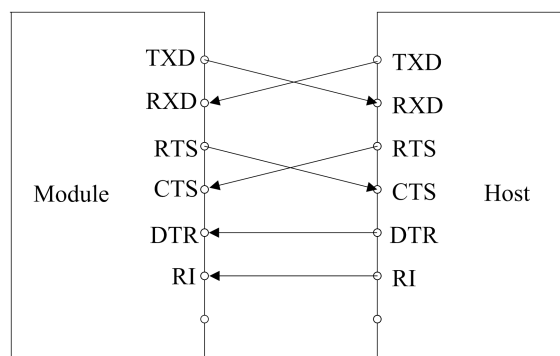 TXD TXD
RXD RXD
RTS RTS
Module CTS CTS Host
DTR DTR
RI RI